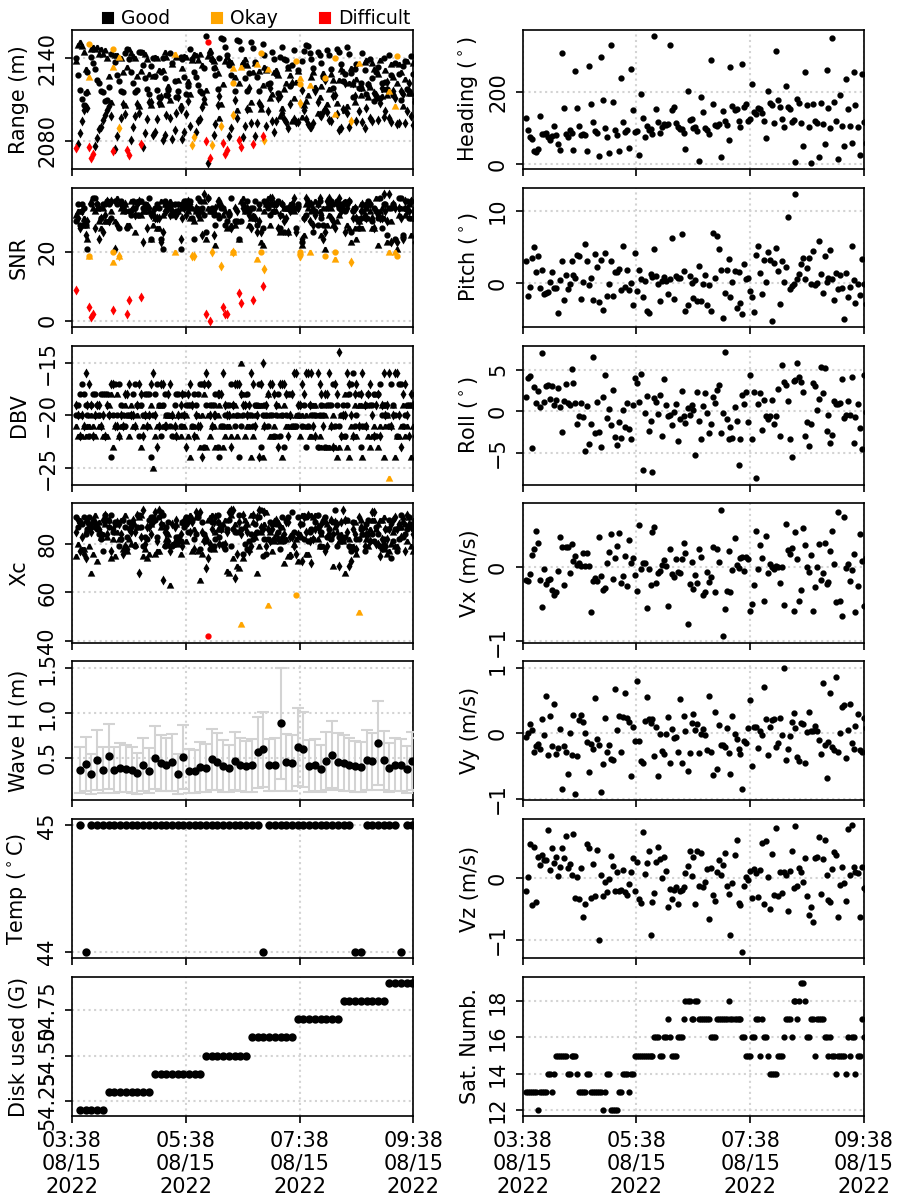 Good Okay Difficult
Range (m)
2140
2080
Heading (°)
200
0
SNR
20
0
Pitch (°)
10
0
DBV
−15
−20
−25
Roll (°)
5
0
−5
Xc
80
60
40
Vx (m/s)
0
−1
Wave H (m)
1.5
1.0
0.5
Vy (m/s)
1
0
−1
Temp (°C)
45
44
Vz (m/s)
0
−1
Disk used (G)
54.75
54.50
54.25
Sat. Numb.
18
16
14
12
03:38 05:38 07:38 09:38
08/15 08/15 08/15 08/15
2022 2022 2022 2022
03:38 05:38 07:38 09:38
08/15 08/15 08/15 08/15
2022 2022 2022 2022